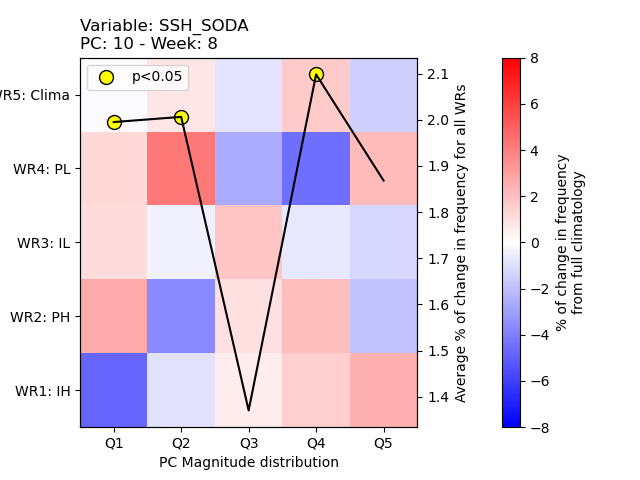 Variable: SSH_SODA
PC: 10 - Week: 8
p<0.05
WR5: Clima
WR4: PL
WR3: IL
WR2: PH
WR1: IH
Q1 Q2 Q3 Q4 Q5
PC Magnitude distribution
2.1
2.0
1.9
1.8
1.7
1.6
1.5
1.4
Average % of change in frequency for all WRs
8
6
4
2
0
−2
−4
−6
−8
% of change in frequency
from full climatology